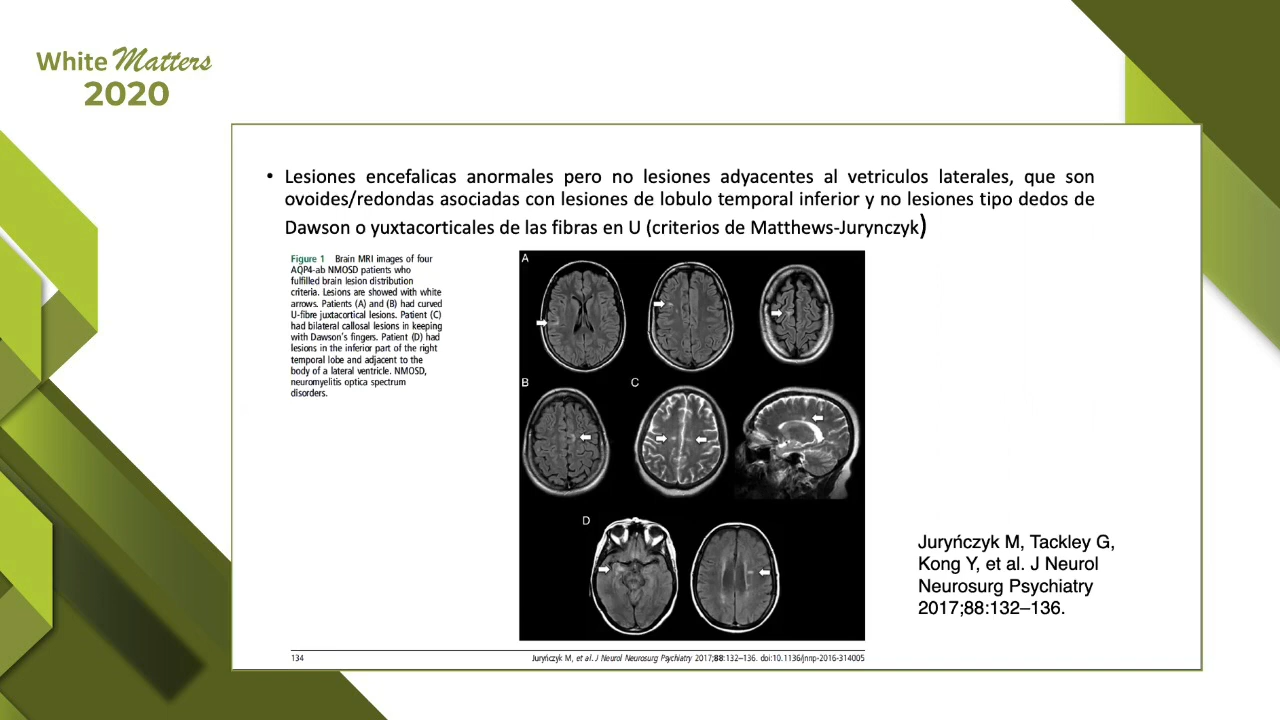 White Matters
2020
• Lesiones encefalicas anormales pero no lesiones adyacentes al vetriculos laterales, que son
ovoides/redondas asociadas con lesiones de lobulo temporal inferior y no lesiones tipo dedos de
Dawson o yuxtacorticales de las fibras en U (criterios de Matthews-Jurynczyk)
Figure 1 Brain MRI images of four
AQP4-ab NMOSD patients who
fulfilled brain lesion distribution
criteria. Lesions are showed with white
arrows. Patients (A) and (B) had curved
U-fibre juxtacortical lesions. Patient (C)
had bilateral callosal lesions in keeping
with Dawson's fingers. Patient (D) had
lesions in the inferior part of the right
temporal lobe and adjacent to the
body of a lateral ventricle. NMOSD,
neuromyelitis optica spectrum
disorders.
A
B
C
D
Juryńczyk M, Tackley G,
Kong Y, et al. J Neurol
Neurosurg Psychiatry
2017;88:132–136.
134
Juryńczyk M, et al. J Neurol Neurosurg Psychiatry 2017;88:132–136. doi:10.1136/jnnp-2016-314005